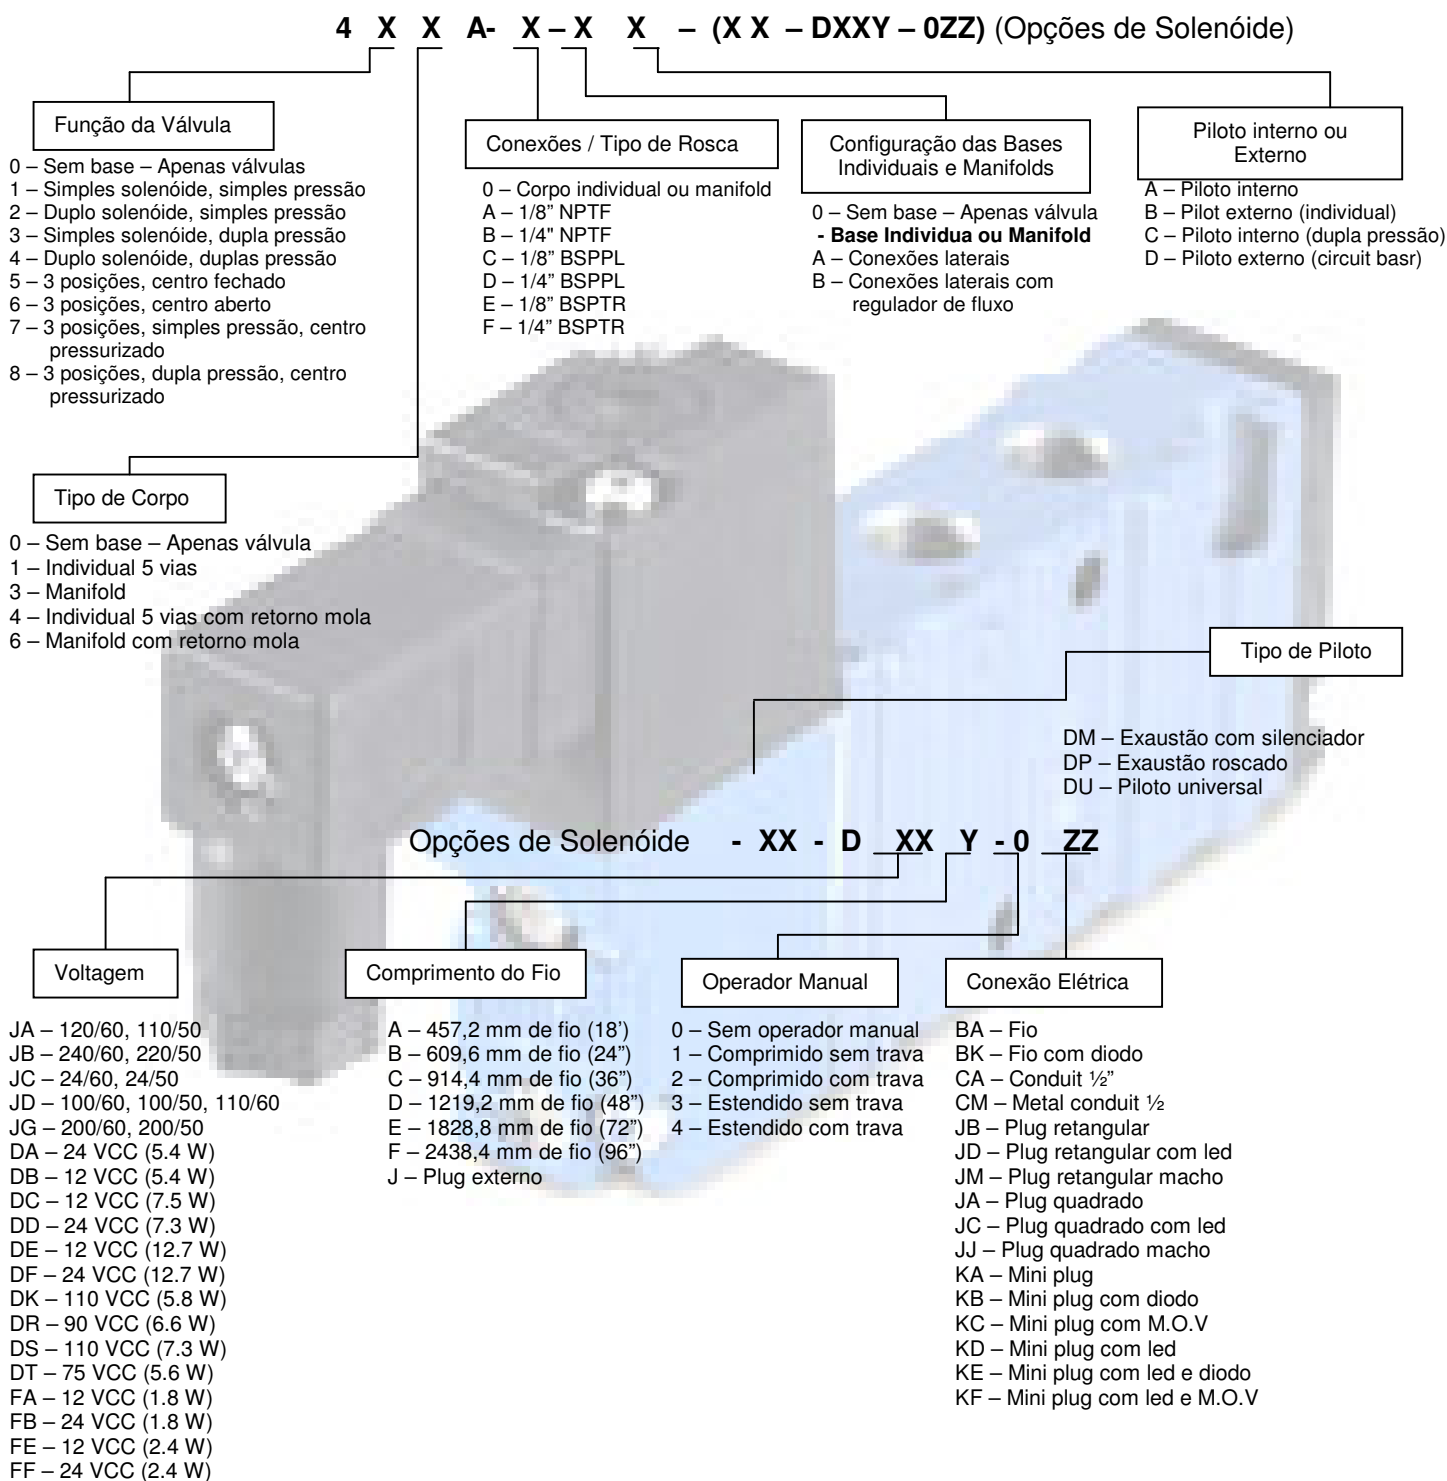 4 X X A- X – X X – (X X – DXXY – 0ZZ) (Opções de Solenóide)
Função da Válvula
0 – Sem base – Apenas válvulas
1 – Simples solenóide, simples pressão
2 – Duplo solenóide, simples pressão
3 – Simples solenóide, dupla pressão
4 – Duplo solenóide, duplas pressão
5 – 3 posições, centro fechado
6 – 3 posições, centro aberto
7 – 3 posições, simples pressão, centro
pressurizado
8 – 3 posições, dupla pressão, centro
pressurizado
Conexões / Tipo de Rosca
0 – Corpo individual ou manifold
A – 1/8” NPTF
B – 1/4" NPTF
C – 1/8” BSPPL
D – 1/4” BSPPL
E – 1/8” BSPTR
F – 1/4” BSPTR
Configuração das Bases
Individuais e Manifolds
0 – Sem base – Apenas válvula
- Base Individua ou Manifold
A – Conexões laterais
B – Conexões laterais com
regulador de fluxo
Piloto interno ou
Externo
A – Piloto interno
B – Pilot externo (individual)
C – Piloto interno (dupla pressão)
D – Piloto externo (circuit basr)
Tipo de Corpo
0 – Sem base – Apenas válvula
1 – Individual 5 vias
3 – Manifold
4 – Individual 5 vias com retorno mola
6 – Manifold com retorno mola
Tipo de Piloto
DM – Exaustão com silenciador
DP – Exaustão roscado
DU – Piloto universal
Opções de Solenóide - XX - D XX Y - 0 ZZ
Voltagem
JA – 120/60, 110/50
JB – 240/60, 220/50
JC – 24/60, 24/50
JD – 100/60, 100/50, 110/60
JG – 200/60, 200/50
DA – 24 VCC (5.4 W)
DB – 12 VCC (5.4 W)
DC – 12 VCC (7.5 W)
DD – 24 VCC (7.3 W)
DE – 12 VCC (12.7 W)
DF – 24 VCC (12.7 W)
DK – 110 VCC (5.8 W)
DR – 90 VCC (6.6 W)
DS – 110 VCC (7.3 W)
DT – 75 VCC (5.6 W)
FA – 12 VCC (1.8 W)
FB – 24 VCC (1.8 W)
FE – 12 VCC (2.4 W)
FF – 24 VCC (2.4 W)
Comprimento do Fio
A – 457,2 mm de fio (18’)
B – 609,6 mm de fio (24”)
C – 914,4 mm de fio (36”)
D – 1219,2 mm de fio (48”)
E – 1828,8 mm de fio (72”)
F – 2438,4 mm de fio (96”)
J – Plug externo
Operador Manual
0 – Sem operador manual
1 – Comprimido sem trava
2 – Comprimido com trava
3 – Estendido sem trava
4 – Estendido com trava
Conexão Elétrica
BA – Fio
BK – Fio com diodo
CA – Conduit ½”
CM – Metal conduit ½
JB – Plug retangular
JD – Plug retangular com led
JM – Plug retangular macho
JA – Plug quadrado
JC – Plug quadrado com led
JJ – Plug quadrado macho
KA – Mini plug
KB – Mini plug com diodo
KC – Mini plug com M.O.V
KD – Mini plug com led
KE – Mini plug com led e diodo
KF – Mini plug com led e M.O.V